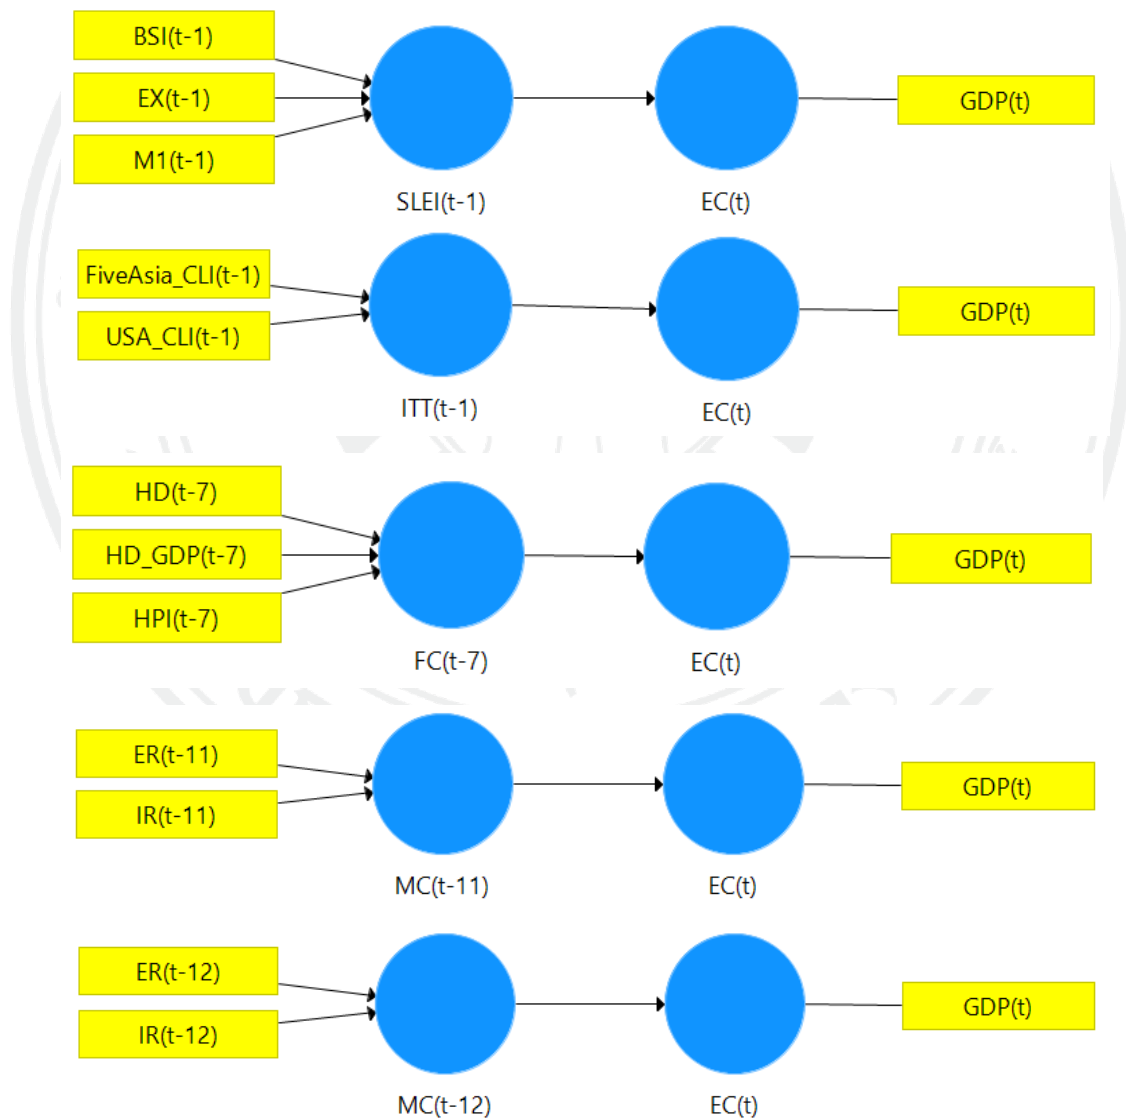 BSI(t-1)
EX(t-1)
M1(t-1)
SLEI(t-1)
EC(t)
GDP(t)
FiveAsia_CLI(t-1)
USA_CLI(t-1)
ITT(t-1)
EC(t)
GDP(t)
HD(t-7)
HD_GDP(t-7)
HPI(t-7)
FC(t-7)
EC(t)
GDP(t)
ER(t-11)
IR(t-11)
MC(t-11)
EC(t)
GDP(t)
ER(t-12)
IR(t-12)
MC(t-12)
EC(t)
GDP(t)